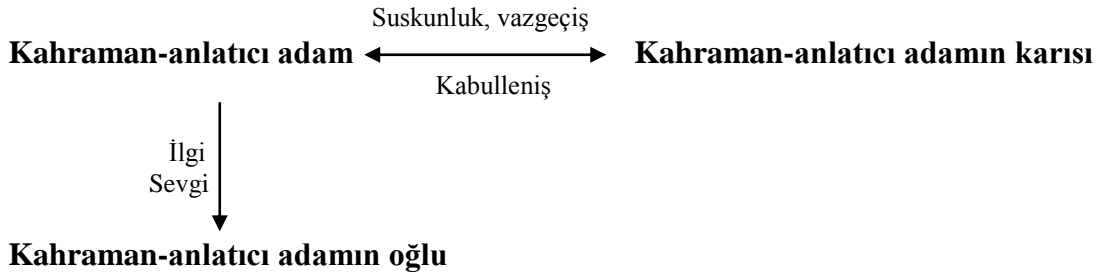 Suskunluk, vazgeçiş
Kahraman-anlatıcı adam
Kahraman-anlatıcı adamın karısı
Kabulleniş
İlgi
Sevgi
Kahraman-anlatıcı adamın oğlu